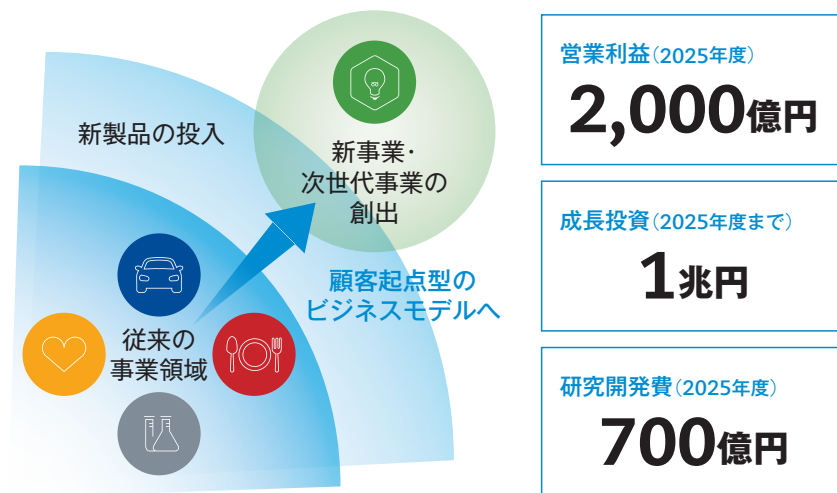 新製品の投入
新事業・
次世代事業の
創出
顧客起点型の
ビジネスモデルへ
従来の
事業領域
営業利益(2025年度)
2,000億円
成長投資(2025年度まで)
1兆円
研究開発費(2025年度)
700億円